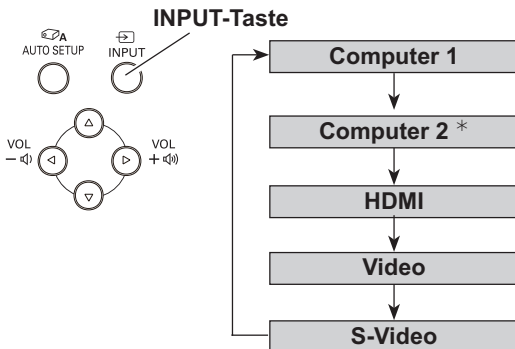 INPUT-Taste
A
AUTO SETUP
INPUT
VOL
−
VOL
+
Computer 1
Computer 2 *
HDMI
Video
S-Video